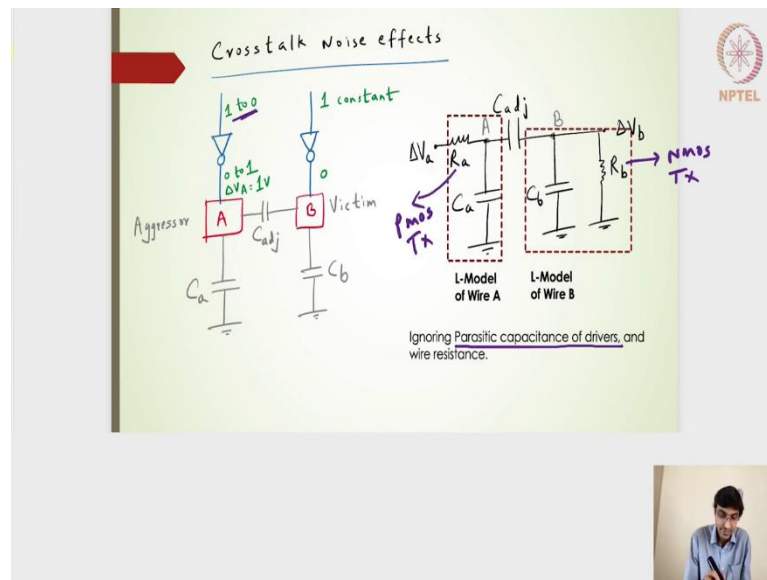 Crosstalk Noise effects
NPTEL
1 to 0
1 constant
0 to 1
ΔVA=1V
0
Aggressor
A
Cadj
B
Victim
Ca
Cb
ΔVa
Ra
A
Cadj
B
ΔVb
Ca
Cb
Rb
NMOS
Tx
PMOS
Tx
L-Model
of Wire A
L-Model
of Wire B
Ignoring Parasitic capacitance of drivers, and
wire resistance.